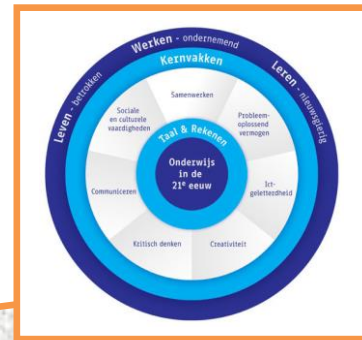 Werken - ondernemend
Leven - betrokken
Leren - nieuwsgierig
Kernvakken
Samenwerken
Sociale
en culturele
vaardigheden
Probleem-
oplossend
vermogen
Taal & Rekenen
Onderwijs
in de
21e eeuw
Communiceren
Ict-
geletterdheid
Kritisch denken
Creativiteit